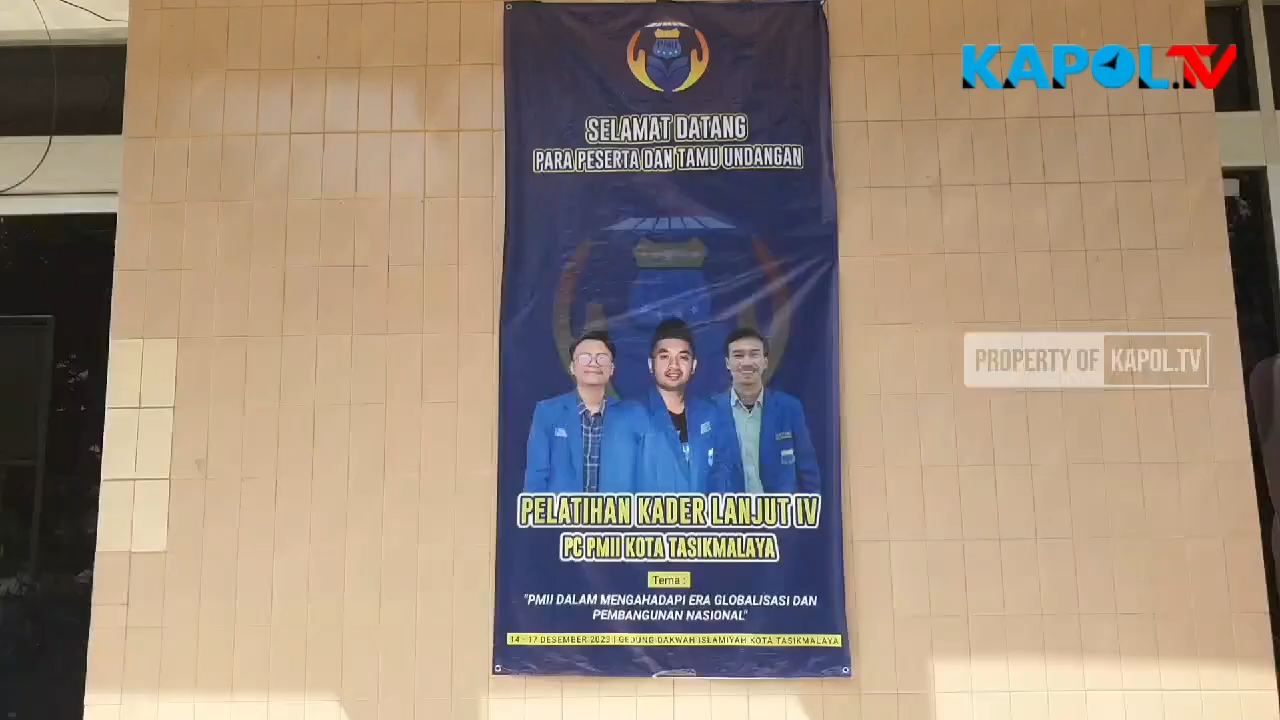 KAPOL.TV
PMII
SELAMAT DATANG
PARA PESERTA DAN TAMU UNDANGAN
PROPERTY OF KAPOL.TV
PELATIHAN KADER LANJUT IV
PC PMII KOTA TASIKMALAYA
Tema :
"PMII DALAM MENGAHADAPI ERA GLOBALISASI DAN
PEMBANGUNAN NASIONAL"
14 - 17 DESEMBER 2023 | GEDUNG DAKWAH ISLAMIYAH KOTA TASIKMALAYA